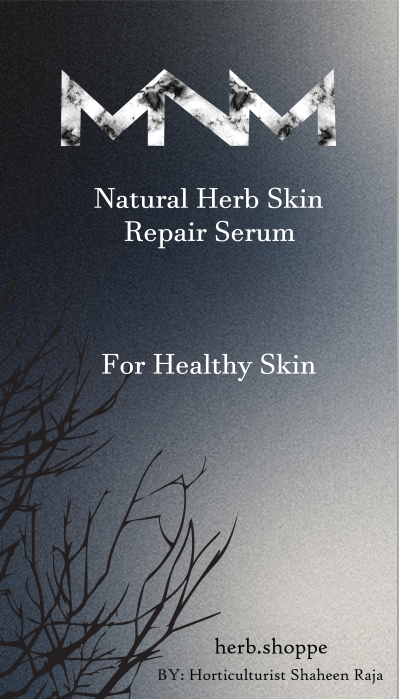 MNM
Natural Herb Skin
Repair Serum
For Healthy Skin
herb.shoppe
BY: Horticulturist Shaheen Raja